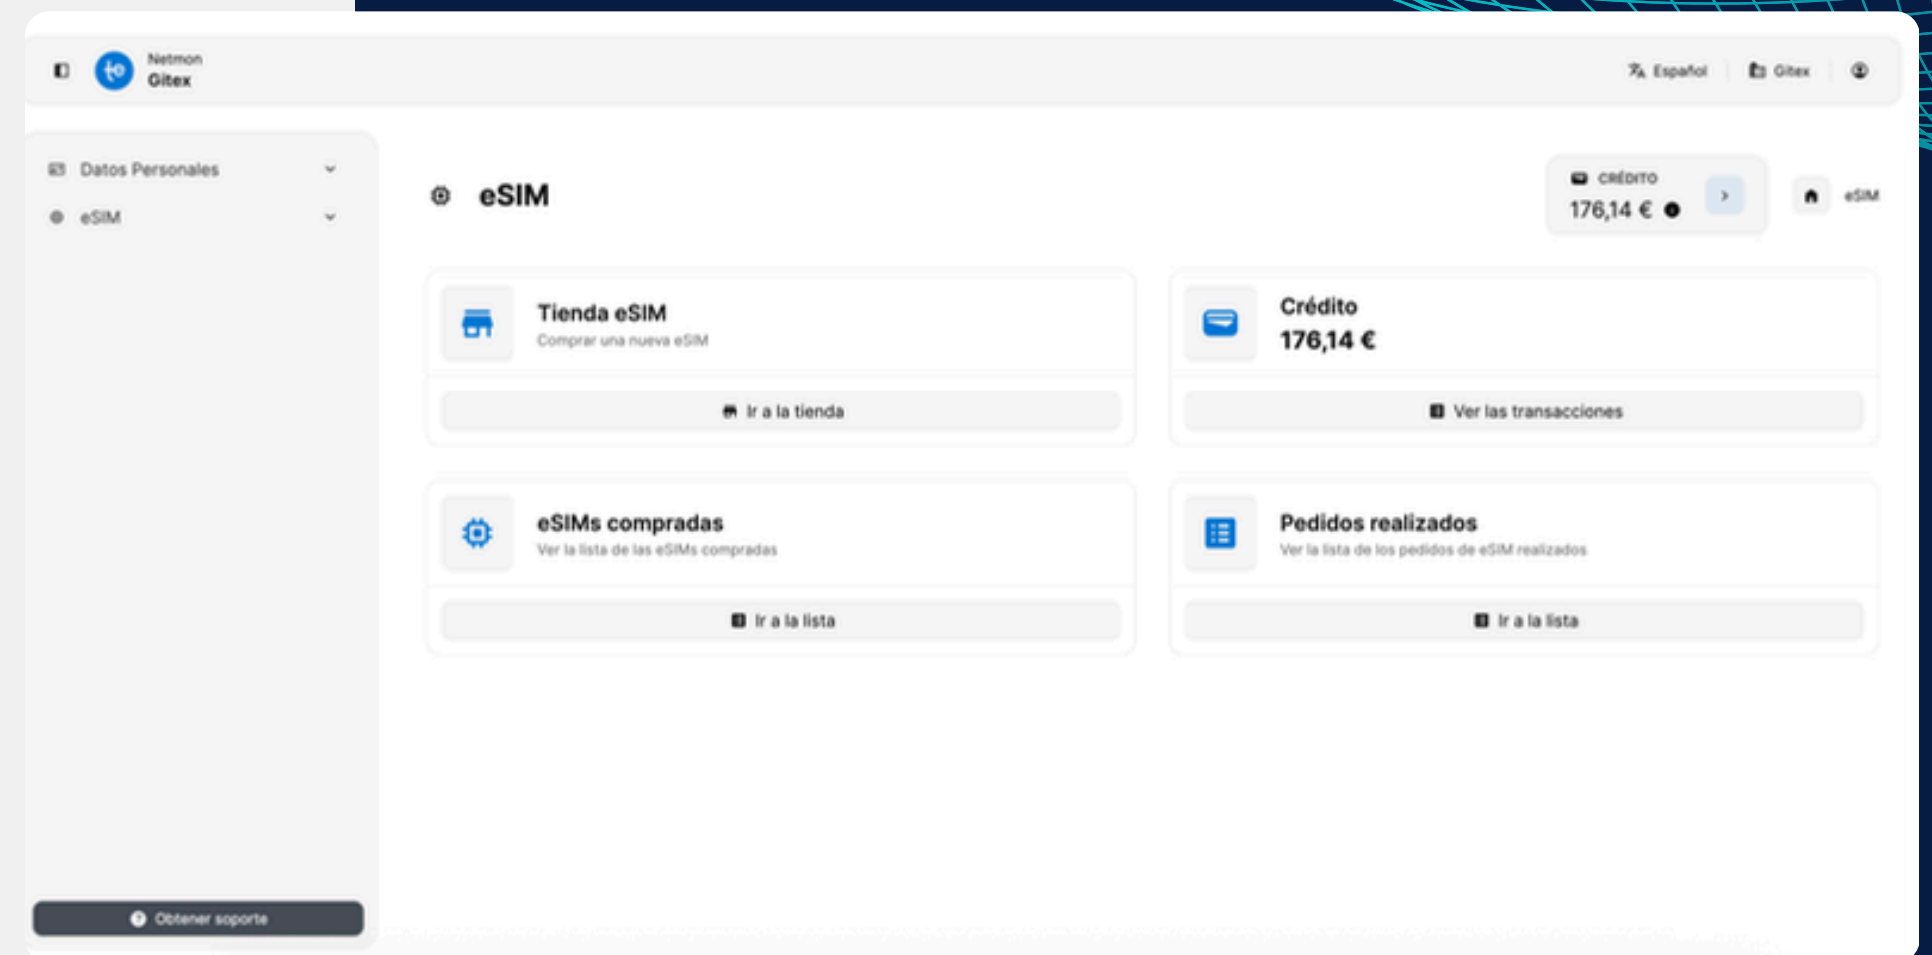 Netmon
Gitex
Español
Gitex
Datos Personales
eSIM
eSIM
CRÉDITO
176,14 €
eSIM
Tienda eSIM
Comprar una nueva eSIM
Ir a la tienda
Crédito
176,14 €
Ver las transacciones
eSIMs compradas
Ver la lista de las eSIMs compradas
Ir a la lista
Pedidos realizados
Ver la lista de los pedidos de eSIM realizados
Ir a la lista
Obtener soporte